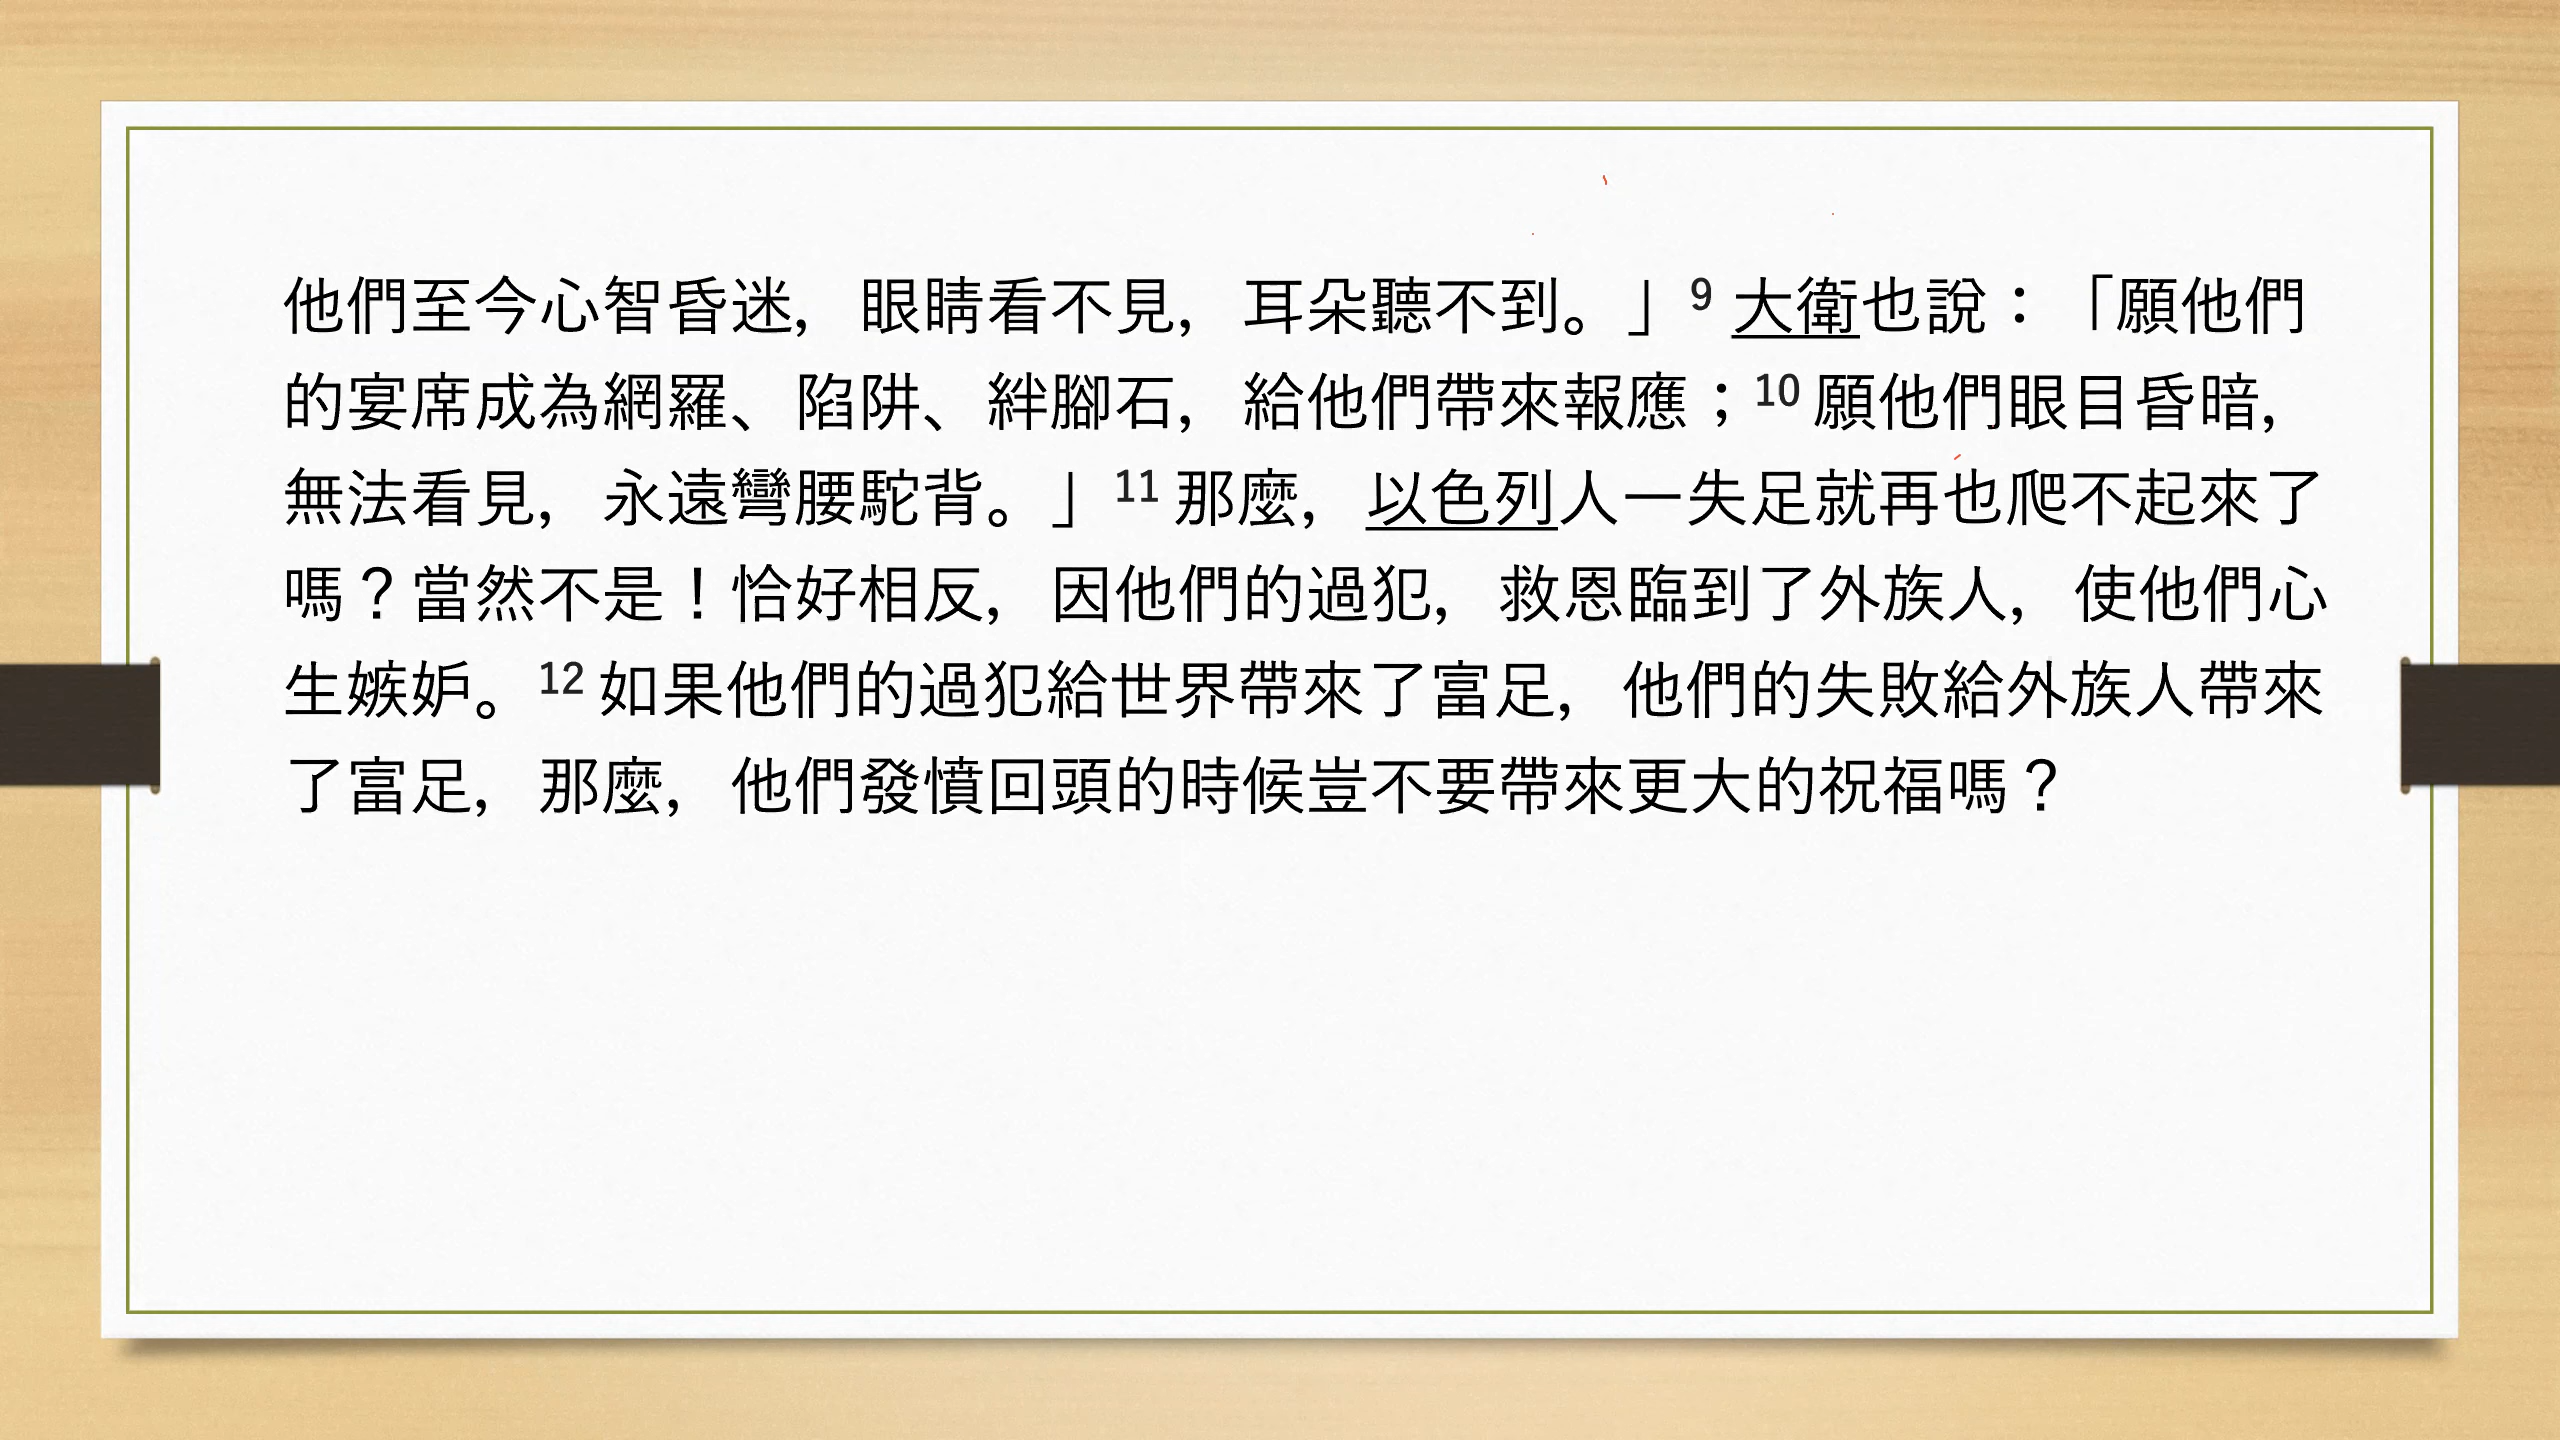 他們至今心智昏迷，眼睛看不見，耳朵聽不到。」9 大衛也說：「願他們
的宴席成為網羅、陷阱、絆腳石，給他們帶來報應；10 願他們眼目昏暗，
無法看見，永遠彎腰駝背。」11 那麼，以色列人一失足就再也爬不起來了
嗎？當然不是！恰好相反，因他們的過犯，救恩臨到了外族人，使他們心
生嫉妒。12 如果他們的過犯給世界帶來了富足，他們的失敗給外族人帶來
了富足，那麼，他們發憤回頭的時候豈不要帶來更大的祝福嗎？